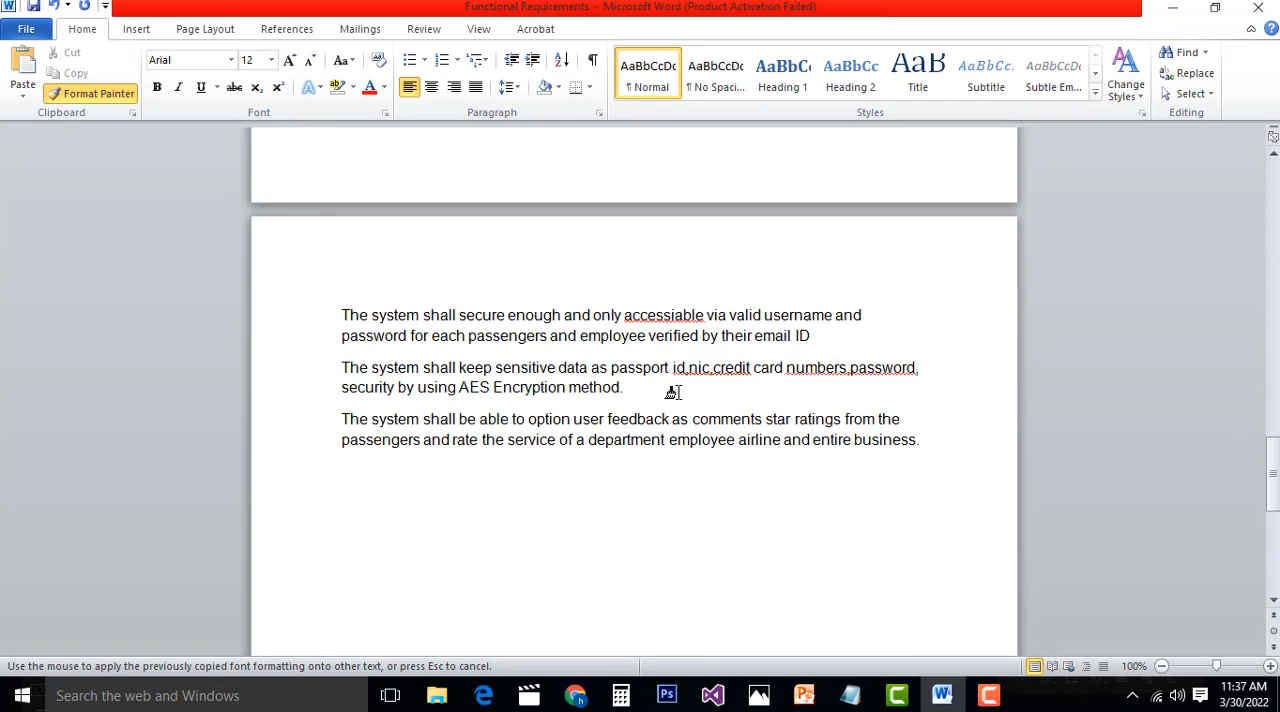 Functional Requirements - Microsoft Word (Product Activation Failed)
File Home Insert Page Layout References Mailings Review View Acrobat
Paste
Cut
Copy
Format Painter
Clipboard
Arial 12
Font
Paragraph
AaBbCcDc AaBbCcDc AaBbCc AaBbCc AaB AaBbCc. AaBbCcDc
¶ Normal ¶ No Spaci... Heading 1 Heading 2 Title Subtitle Subtle Em...
Styles
Change Styles
Find
Replace
Select
Editing
The system shall secure enough and only accessiable via valid username and
password for each passengers and employee verified by their email ID
The system shall keep sensitive data as passport id,nic,credit card numbers,password,
security by using AES Encryption method.
The system shall be able to option user feedback as comments star ratings from the
passengers and rate the service of a department employee airline and entire business.
Use the mouse to apply the previously copied font formatting onto other text, or press Esc to cancel.
100%
Search the web and Windows
11:37 AM
3/30/2022